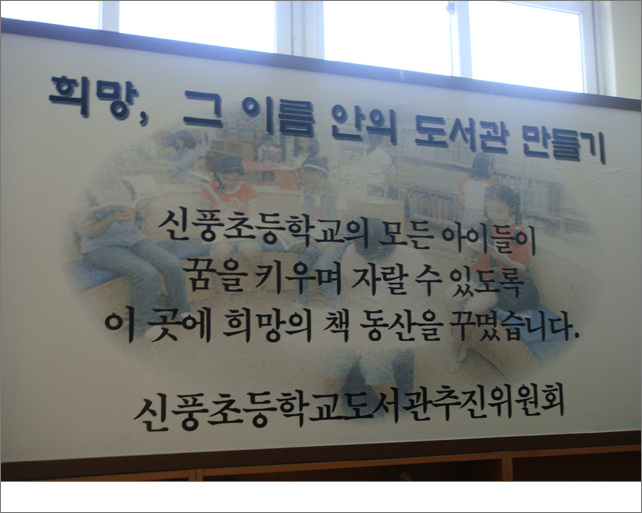 희망, 그 이름 안의 도서관 만들기
신풍초등학교의 모든 아이들이
꿈을 키우며 자랄 수 있도록
이 곳에 희망의 책 동산을 꾸몄습니다.
신풍초등학교도서관추진위원회